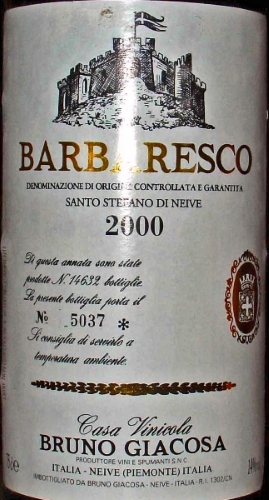 BARBARESCO
DENOMINAZIONE DI ORIGINE CONTROLLATA E GARANTITA
SANTO STEFANO DI NEIVE
2000
Di questa annata sono state
prodotte N. 14632 bottiglie.
La presente bottiglia porta il
No 5037 *
Si consiglia di servirlo a
temperatura ambiente.
Casa Vinicola
BRUNO GIACOSA
PRODUTTORE VINI E SPUMANTI S.N.C.
ITALIA - NEIVE (PIEMONTE) ITALIA
IMBOTTIGLIATO DA BRUNO GIACOSA - NEIVE - ITALIA - R.I. 1302/CN